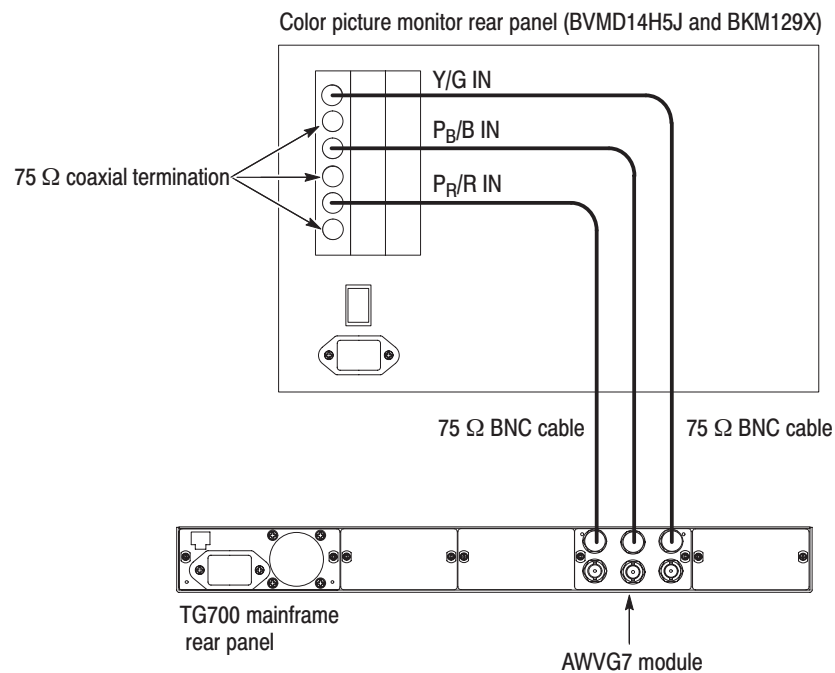 Color picture monitor rear panel (BVMD14H5J and BKM129X)
Y/G IN
PB/B IN
75 Ω coaxial termination
PR/R IN
75 Ω BNC cable
75 Ω BNC cable
TG700 mainframe
rear panel
AWVG7 module